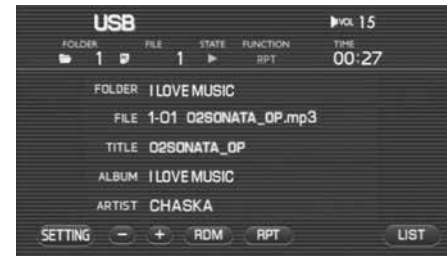 USB VOL 15
FOLDER FILE STATE FUNCTION TIME
1 1 RPT 00:27
FOLDER I LOVE MUSIC
FILE 1-01 02SONATA_OP.mp3
TITLE 02SONATA_OP
ALBUM I LOVE MUSIC
ARTIST CHASKA
SETTING − + RDM RPT LIST